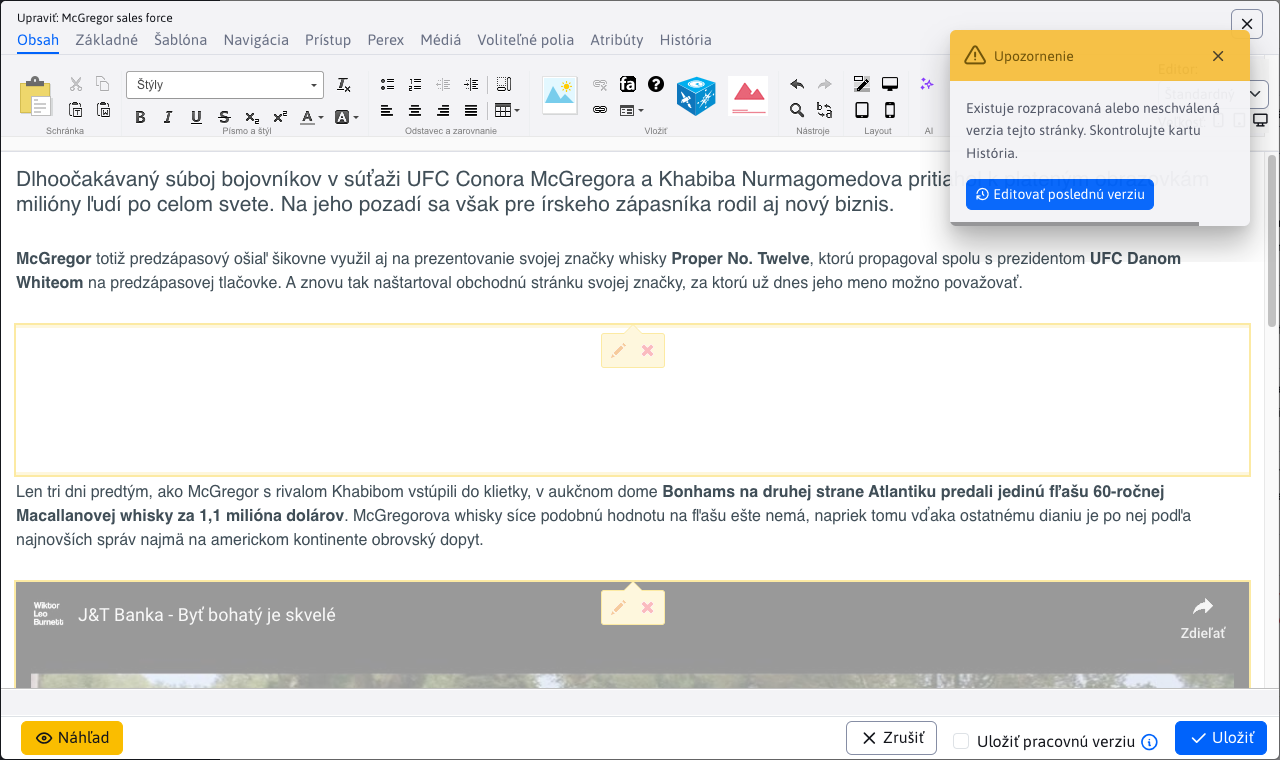 Upraviť: McGregor sales force
Obsah Základné Šablóna Navigácia Prístup Perex Médiá Voliteľné polia Atribúty História
Upozornenie
Existuje rozpracovaná alebo neschválená
verzia tejto stránky. Skontrolujte kartu
História.
Editovať poslednú verziu
Editor:
Štandardný
Štýly
Schránka Písmo a štýl Odstavec a zarovnanie Vložiť Nástroje Layout AI
Dlhoočakávaný súboj bojovníkov v súťaži UFC Conora McGregora a Khabiba Nurmagomedova pritiahol k plateným obrazovkám
milióny ľudí po celom svete. Na jeho pozadí sa však pre írskeho zápasníka rodil aj nový biznis.
McGregor totiž predzápasový ošiaľ šikovne využil aj na prezentovanie svojej značky whisky Proper No. Twelve, ktorú propagoval spolu s prezidentom UFC Danom
Whiteom na predzápasovej tlačovke. A znovu tak naštartoval obchodnú stránku svojej značky, za ktorú už dnes jeho meno možno považovať.
Len tri dni predtým, ako McGregor s rivalom Khabibom vstúpili do klietky, v aukčnom dome Bonhams na druhej strane Atlantiku predali jedinú fľašu 60-ročnej
Macallanovej whisky za 1,1 milióna dolárov. McGregorova whisky síce podobnú hodnotu na fľašu ešte nemá, napriek tomu vďaka ostatnému dianiu je po nej podľa
najnovších správ najmä na americkom kontinente obrovský dopyt.
Wiktor
Leo
Burnett
J&T Banka - Byť bohatý je skvelé
Zdieľať
Náhľad
Zrušiť
Uložiť pracovnú verziu
Uložiť